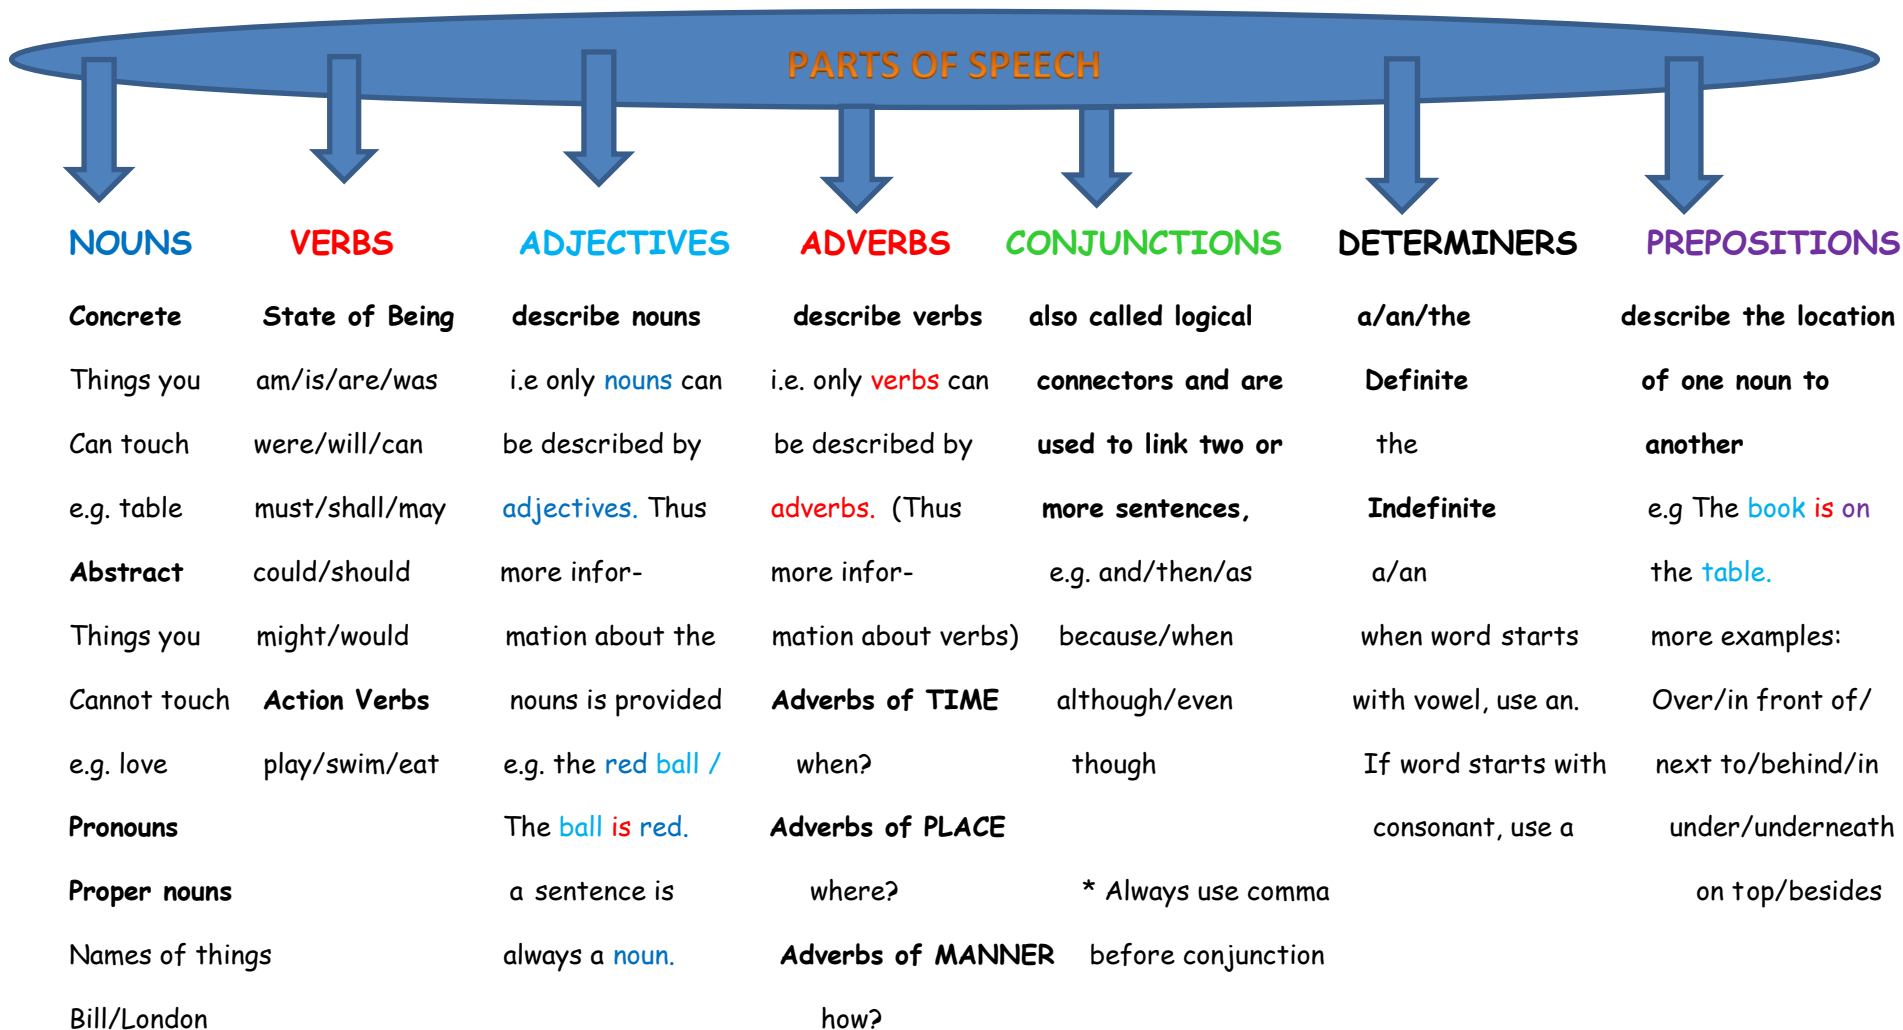 PARTS OF SPEECH
NOUNS
Concrete
Things you
Can touch
e.g. table
Abstract
Things you
Cannot touch
e.g. love
Pronouns
Proper nouns
Names of things
Bill/London
VERBS
State of Being
am/is/are/was
were/will/can
must/shall/may
could/should
might/would
Action Verbs
play/swim/eat
ADJECTIVES
describe nouns
i.e only nouns can
be described by
adjectives. Thus
more infor-
mation about the
nouns is provided
e.g. the red ball /
The ball is red.
a sentence is
always a noun.
ADVERBS
describe verbs
i.e. only verbs can
be described by
adverbs. (Thus
more infor-
mation about verbs)
Adverbs of TIME
when?
Adverbs of PLACE
where?
Adverbs of MANNER
how?
CONJUNCTIONS
also called logical
connectors and are
used to link two or
more sentences,
e.g. and/then/as
because/when
although/even
though
* Always use comma
before conjunction
DETERMINERS
a/an/the
Definite
the
Indefinite
a/an
when word starts
with vowel, use an.
If word starts with
consonant, use a
PREPOSITIONS
describe the location
of one noun to
another
e.g The book is on
the table.
more examples:
Over/in front of/
next to/behind/in
under/underneath
on top/besides